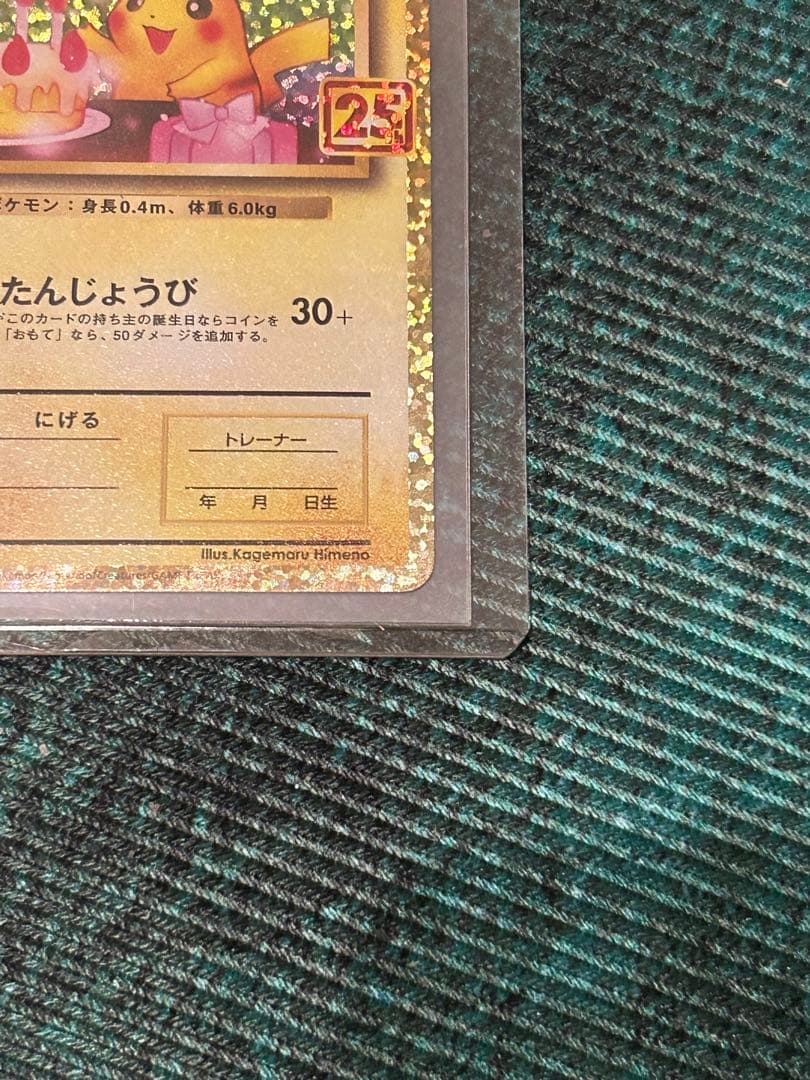 25
ポケモン：身長0.4m、体重6.0kg
たんじょうび 30+
このカードの持ち主の誕生日ならコインを
「おもて」なら、50ダメージを追加する。
にげる
トレーナー
年 月 日生
Illus.Kagemaru Himeno